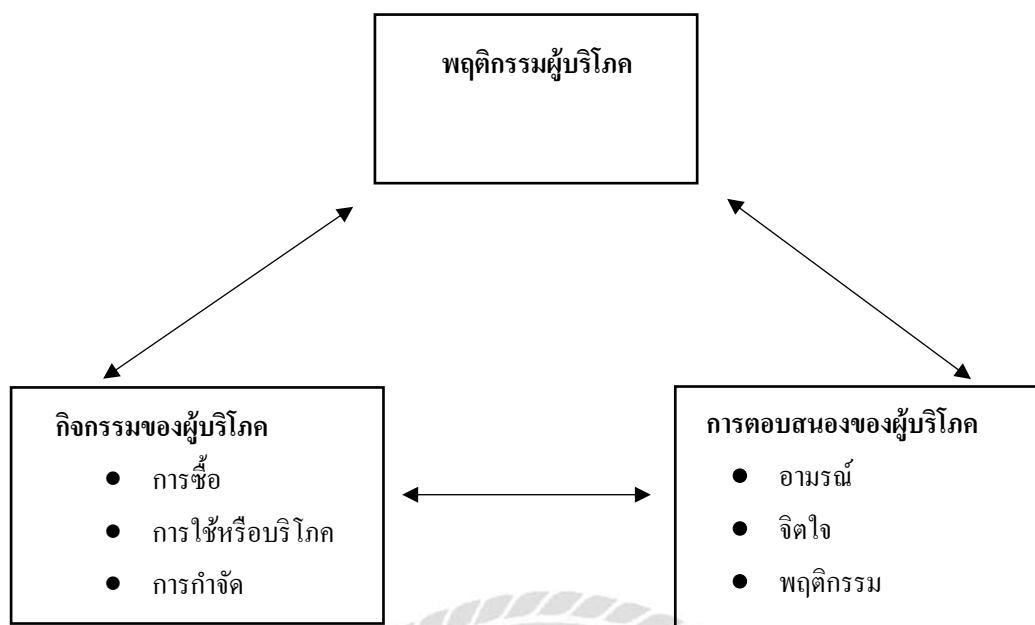 พฤติกรรมผู้บริโภค
กิจกรรมของผู้บริโภค
● การซื้อ
● การใช้หรือบริโภค
● การกำจัด
การตอบสนองของผู้บริโภค
● อามรณ์
● จิตใจ
● พฤติกรรม